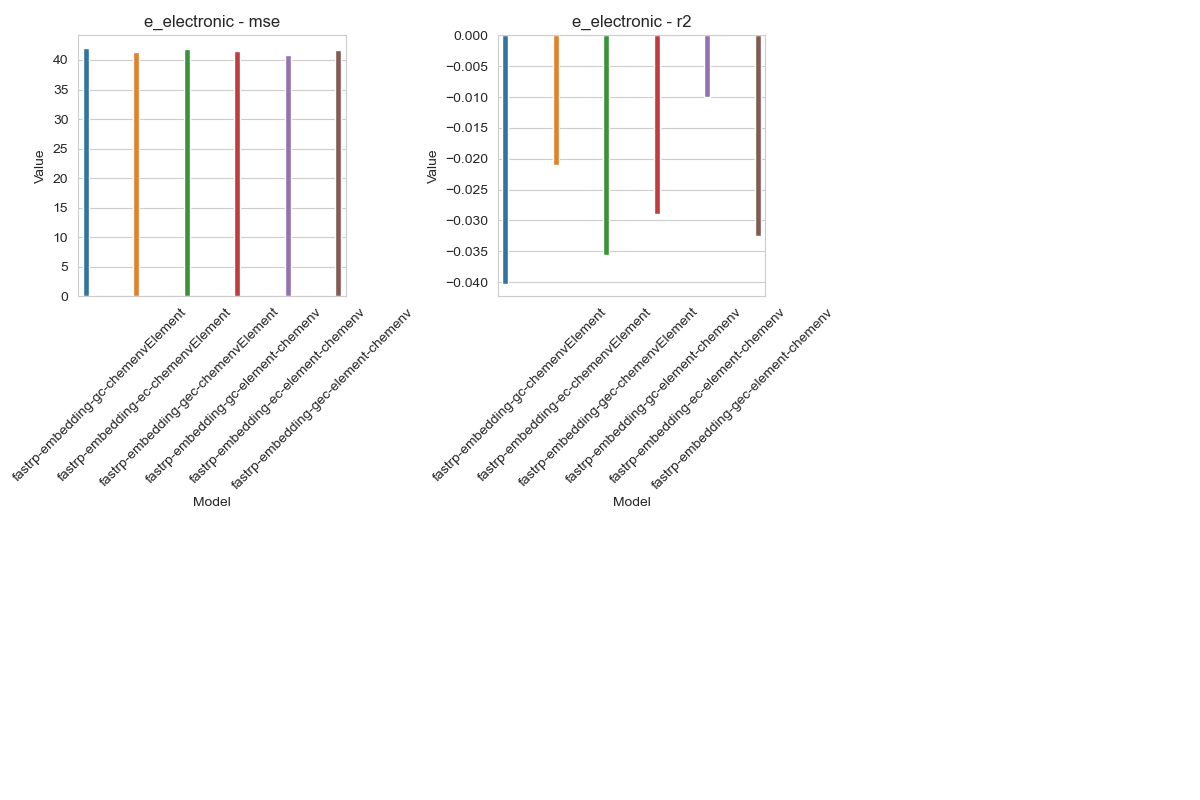 e_electronic - mse
Value
40
35
30
25
20
15
10
5
0
fastrp-embedding-gc-chemenvElement
fastrp-embedding-ec-chemenvElement
fastrp-embedding-gec-chemenvElement
fastrp-embedding-gc-element-chemenv
fastrp-embedding-ec-element-chemenv
fastrp-embedding-gec-element-chemenv
Model
e_electronic - r2
Value
0.000
−0.005
−0.010
−0.015
−0.020
−0.025
−0.030
−0.035
−0.040
fastrp-embedding-gc-chemenvElement
fastrp-embedding-ec-chemenvElement
fastrp-embedding-gec-chemenvElement
fastrp-embedding-gc-element-chemenv
fastrp-embedding-ec-element-chemenv
fastrp-embedding-gec-element-chemenv
Model